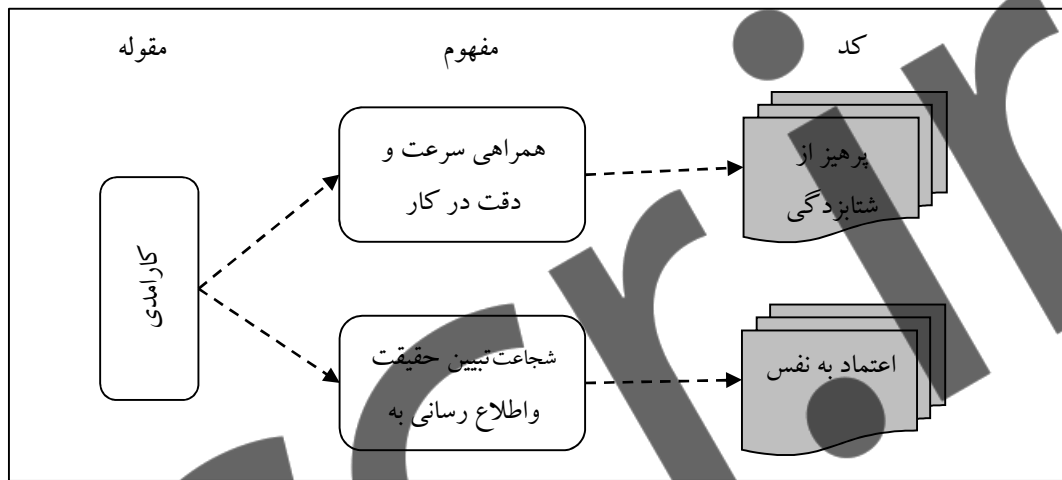 کد
مفهوم
مقوله
پرهیز از
شتابزدگی
همراهی سرعت و
دقت در کار
کارامدی
اعتماد به نفس
شجاعت تبیین حقیقت
واطلاع رسانی به